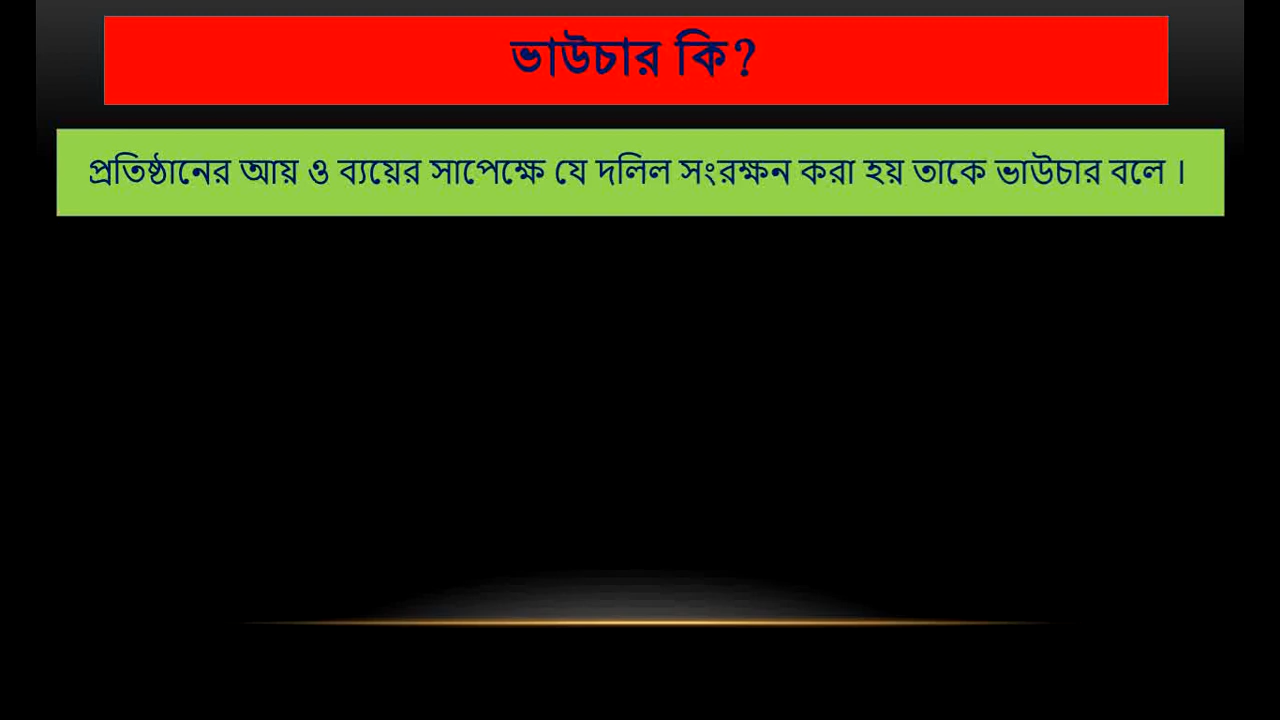 ভাউচার কি?
প্রতিষ্ঠানের আয় ও ব্যয়ের সাপেক্ষে যে দলিল সংরক্ষন করা হয় তাকে ভাউচার বলে ।